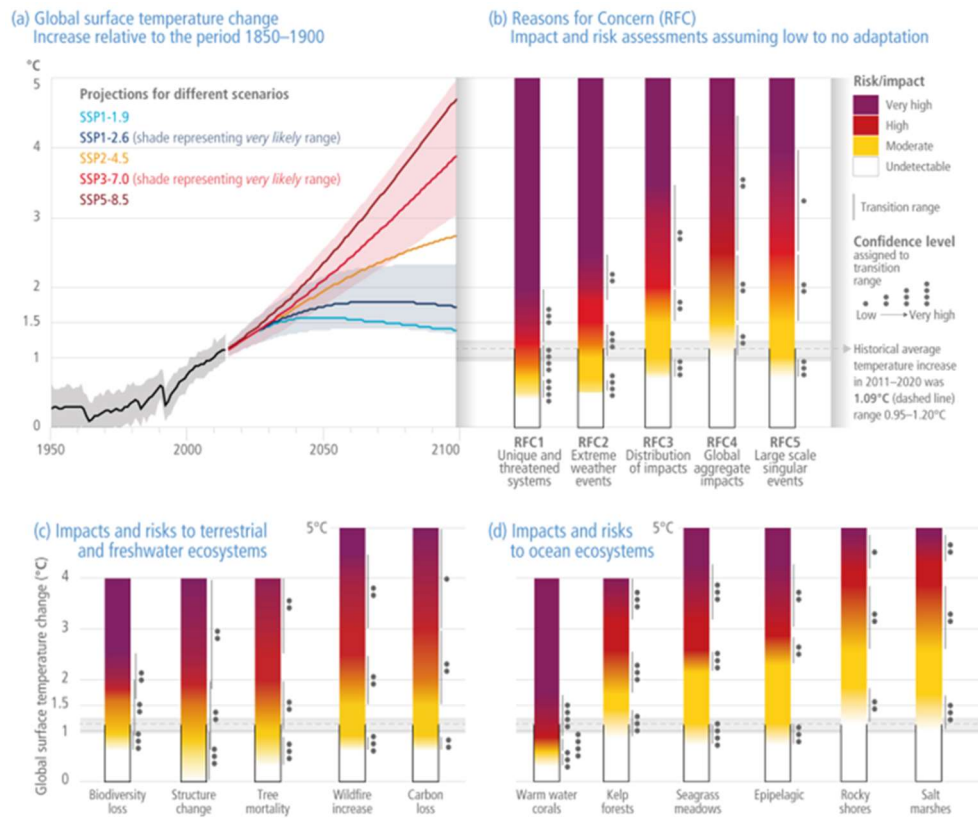 (a) Global surface temperature change
Increase relative to the period 1850–1900
°C
5
4
3
2
1.5
1
0
Projections for different scenarios
SSP1-1.9
SSP1-2.6 (shade representing very likely range)
SSP2-4.5
SSP3-7.0 (shade representing very likely range)
SSP5-8.5
1950
2000
2050
2100
(b) Reasons for Concern (RFC)
Impact and risk assessments assuming low to no adaptation
RFC1
Unique and
threatened
systems
RFC2
Extreme
weather
events
RFC3
Distribution
of impacts
RFC4
Global
aggregate
impacts
RFC5
Large scale
singular
events
Risk/impact
Very high
High
Moderate
Undetectable
Transition range
Confidence level
assigned to
transition
range
Low → Very high
Historical average
temperature increase
in 2011–2020 was
1.09°C (dashed line)
range 0.95–1.20°C
(c) Impacts and risks to terrestrial
and freshwater ecosystems
5°C
Global surface temperature change (°C)
4
3
2
1.5
1
0
Biodiversity
loss
Structure
change
Tree
mortality
Wildfire
increase
Carbon
loss
(d) Impacts and risks
to ocean ecosystems
5°C
4
3
2
1.5
1
0
Warm water
corals
Kelp
forests
Seagrass
meadows
Epipelagic
Rocky
shores
Salt
marshes